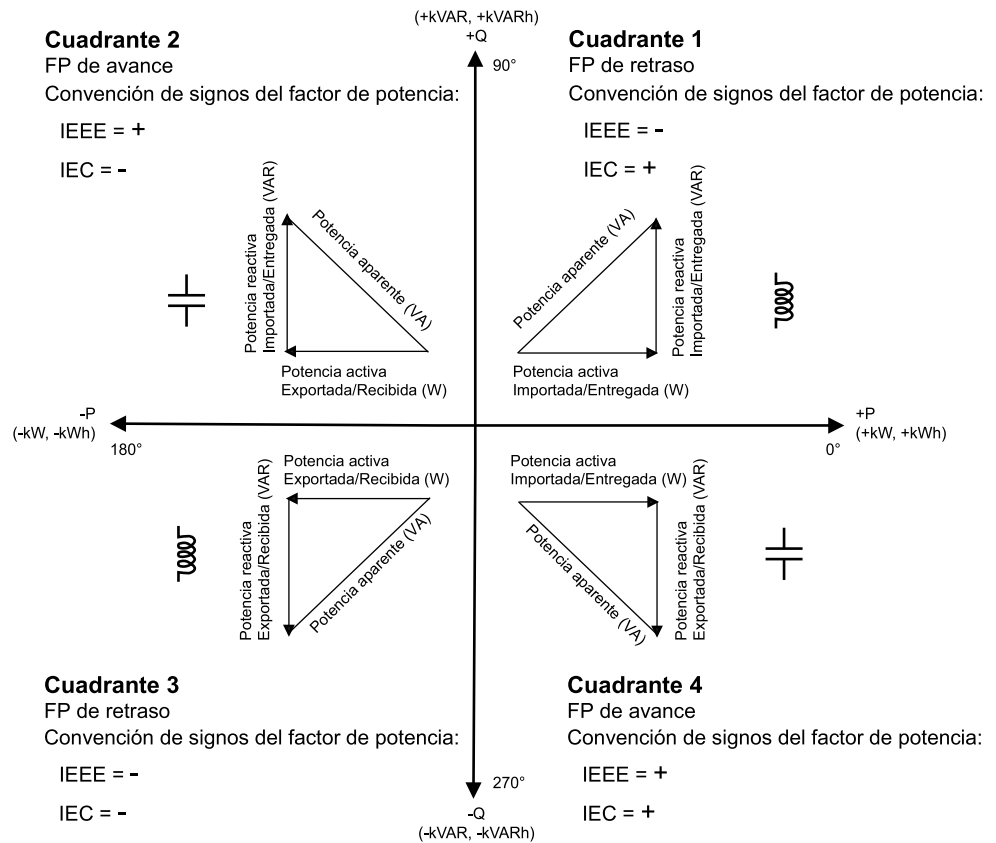 (+kVAR, +kVARh)
+Q
90°
Cuadrante 2
FP de avance
Convención de signos del factor de potencia:
IEEE = +
IEC = -
Potencia reactiva
Importada/Entregada (VAR)
Potencia aparente (VA)
Potencia activa
Exportada/Recibida (W)
Cuadrante 1
FP de retraso
Convención de signos del factor de potencia:
IEEE = -
IEC = +
Potencia aparente (VA)
Potencia reactiva
Importada/Entregada (VAR)
Potencia activa
Importada/Entregada (W)
-P
(-kW, -kWh)
180°
+P
(+kW, +kWh)
0°
Potencia activa
Exportada/Recibida (W)
Potencia reactiva
Exportada/Recibida (VAR)
Potencia aparente (VA)
Cuadrante 3
FP de retraso
Convención de signos del factor de potencia:
IEEE = -
IEC = -
Potencia activa
Importada/Entregada (W)
Potencia aparente (VA)
Potencia reactiva
Exportada/Recibida (VAR)
Cuadrante 4
FP de avance
Convención de signos del factor de potencia:
IEEE = +
IEC = +
270°
-Q
(-kVAR, -kVARh)